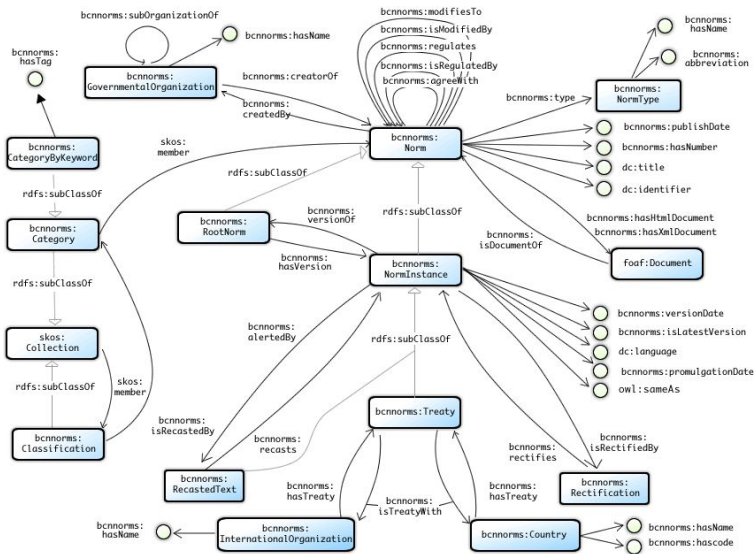 bcnnorms:subOrganizationOf
bcnnorms:hasName
bcnnorms:
hasTag
bcnnorms:
GovernmentalOrganization
bcnnorms:creatorOf
bcnnorms:
createdBy
bcnnorms:modifiesTo
bcnnorms:isModifiedBy
bcnnorms:regulates
bcnnorms:isRegulatedBy
bcnnorms:agreeWith
bcnnorms:
hasName
bcnnorms:
abbreviation
bcnnorms:type
bcnnorms:
NormType
bcnnorms:
CategoryByKeyword
skos:
member
bcnnorms:
Norm
bcnnorms:publishDate
bcnnorms:hasNumber
dc:title
dc:identifier
rdfs:subClassOf
rdfs:subClassOf
bcnnorms:
Category
bcnnorms:
RootNorm
bcnnorms:
versionOf
bcnnorms:
hasVersion
rdfs:subClassOf
bcnnorms:hasHtmlDocument
bcnnorms:hasXmlDocument
bcnnorms:
isDocumentOf
foaf:Document
bcnnorms:
NormInstance
rdfs:subClassOf
bcnnorms:versionDate
bcnnorms:isLatestVersion
dc:language
bcnnorms:promulgationDate
owl:sameAs
skos:
Collection
bcnnorms:
alertedBy
rdfs:subClassOf
rdfs:subClassOf
skos:
member
bcnnorms:
Classification
bcnnorms:
isRecastedBy
bcnnorms:
recasts
bcnnorms:Treaty
bcnnorms:
isRectifiedBy
bcnnorms:
rectifies
bcnnorms:
RecastedText
bcnnorms:
hasTreaty
bcnnorms:
isTreatyWith
bcnnorms:
hasTreaty
bcnnorms:
Rectification
bcnnorms:
hasName
bcnnorms:
InternationalOrganization
bcnnorms:Country
bcnnorms:hasName
bcnnorms:hascode